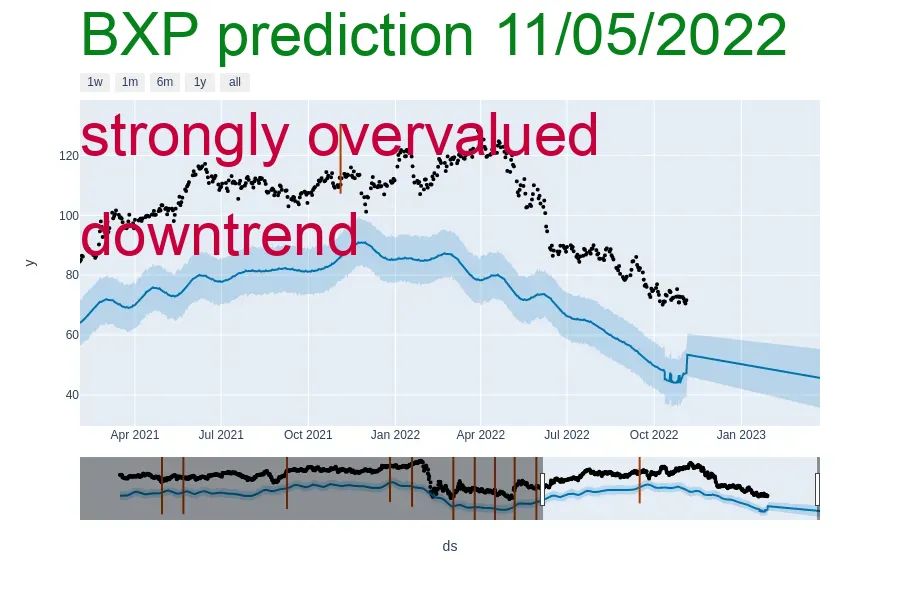 BXP prediction 11/05/2022
1w 1m 6m 1y all
strongly overvalued
120
100
downtrend
y
80
60
40
Apr 2021 Jul 2021 Oct 2021 Jan 2022 Apr 2022 Jul 2022 Oct 2022 Jan 2023
ds